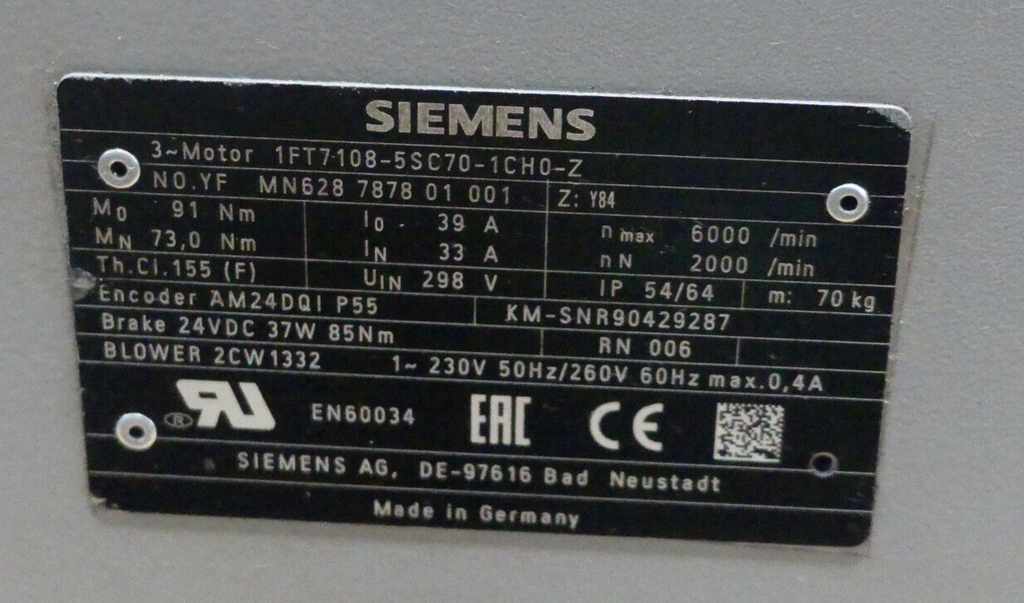 SIEMENS
3~Motor 1FT7108-5SC70-1CH0-Z
NO.YF MN628 7878 01 001 Z: Y84
M0 91 Nm I0 39 A n max 6000 /min
MN 73,0 Nm IN 33 A nN 2000 /min
Th.Cl.155 (F) UIN 298 V IP 54/64 m: 70 kg
Encoder AM24DQI P55 KM-SNR90429287
Brake 24VDC 37W 85Nm RN 006
BLOWER 2CW1332 1~ 230V 50Hz/260V 60Hz max.0,4A
RU ® EN60034 EAC CE
SIEMENS AG, DE-97616 Bad Neustadt
Made in Germany